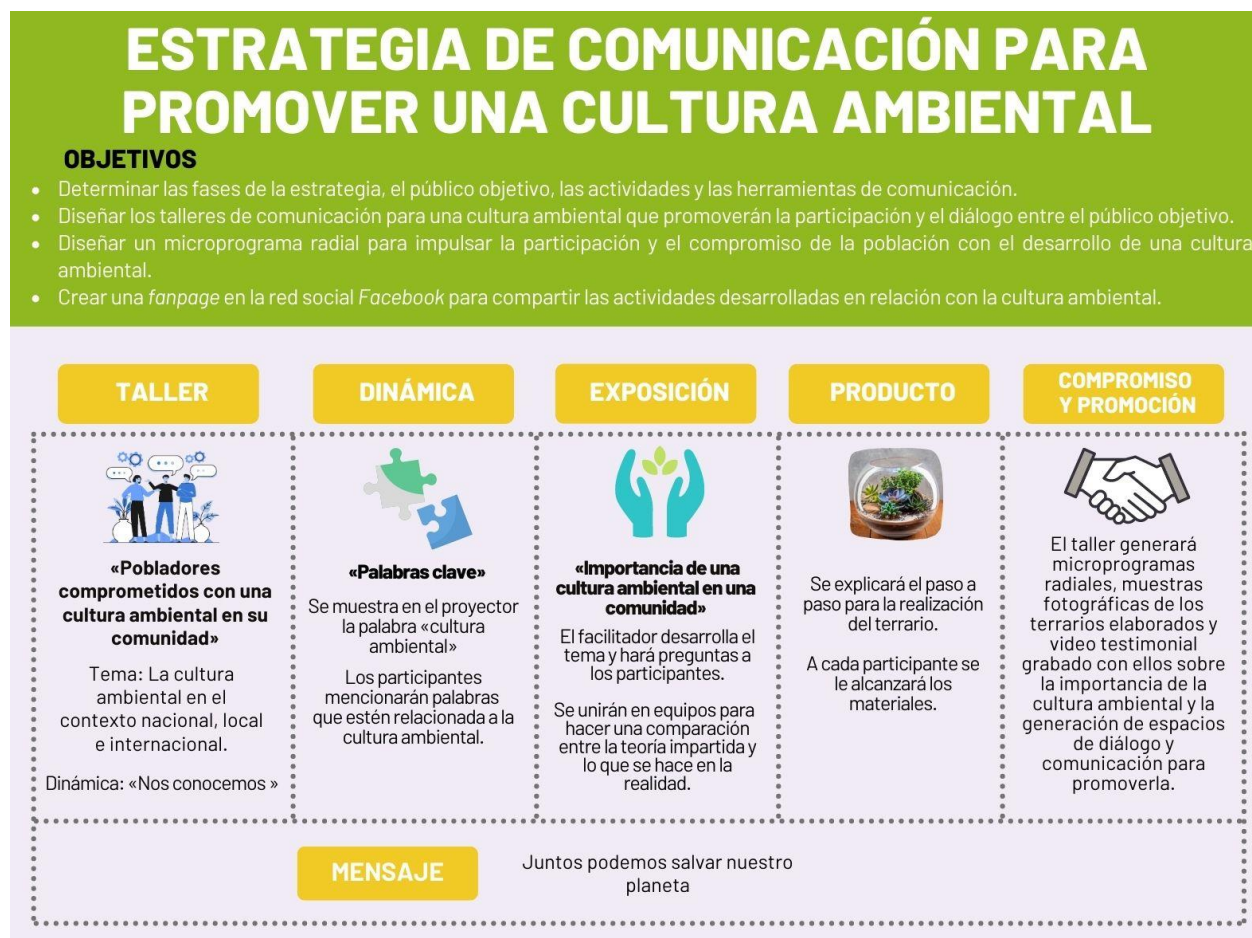 ESTRATEGIA DE COMUNICACIÓN PARA
PROMOVER UNA CULTURA AMBIENTAL
OBJETIVOS
• Determinar las fases de la estrategia, el público objetivo, las actividades y las herramientas de comunicación.
• Diseñar los talleres de comunicación para una cultura ambiental que promoverán la participación y el diálogo entre el público objetivo.
• Diseñar un microprograma radial para impulsar la participación y el compromiso de la población con el desarrollo de una cultura
ambiental.
• Crear una fanpage en la red social Facebook para compartir las actividades desarrolladas en relación con la cultura ambiental.
TALLER
«Pobladores
comprometidos con una
cultura ambiental en su
comunidad»
Tema: La cultura
ambiental en el
contexto nacional, local
e internacional.
Dinámica: «Nos conocemos »
DINÁMICA
«Palabras clave»
Se muestra en el proyector
la palabra «cultura
ambiental»
Los participantes
mencionarán palabras
que estén relacionada a la
cultura ambiental.
EXPOSICIÓN
«Importancia de una
cultura ambiental en una
comunidad»
El facilitador desarrolla el
tema y hará preguntas a
los participantes.
Se unirán en equipos para
hacer una comparación
entre la teoría impartida y
lo que se hace en la
realidad.
PRODUCTO
Se explicará el paso a
paso para la realización
del terrario.
A cada participante se
le alcanzará los
materiales.
COMPROMISO
Y PROMOCIÓN
El taller generará
microprogramas
radiales, muestras
fotográficas de los
terrarios elaborados y
video testimonial
grabado con ellos sobre
la importancia de la
cultura ambiental y la
generación de espacios
de diálogo y
comunicación para
promoverla.
MENSAJE
Juntos podemos salvar nuestro
planeta